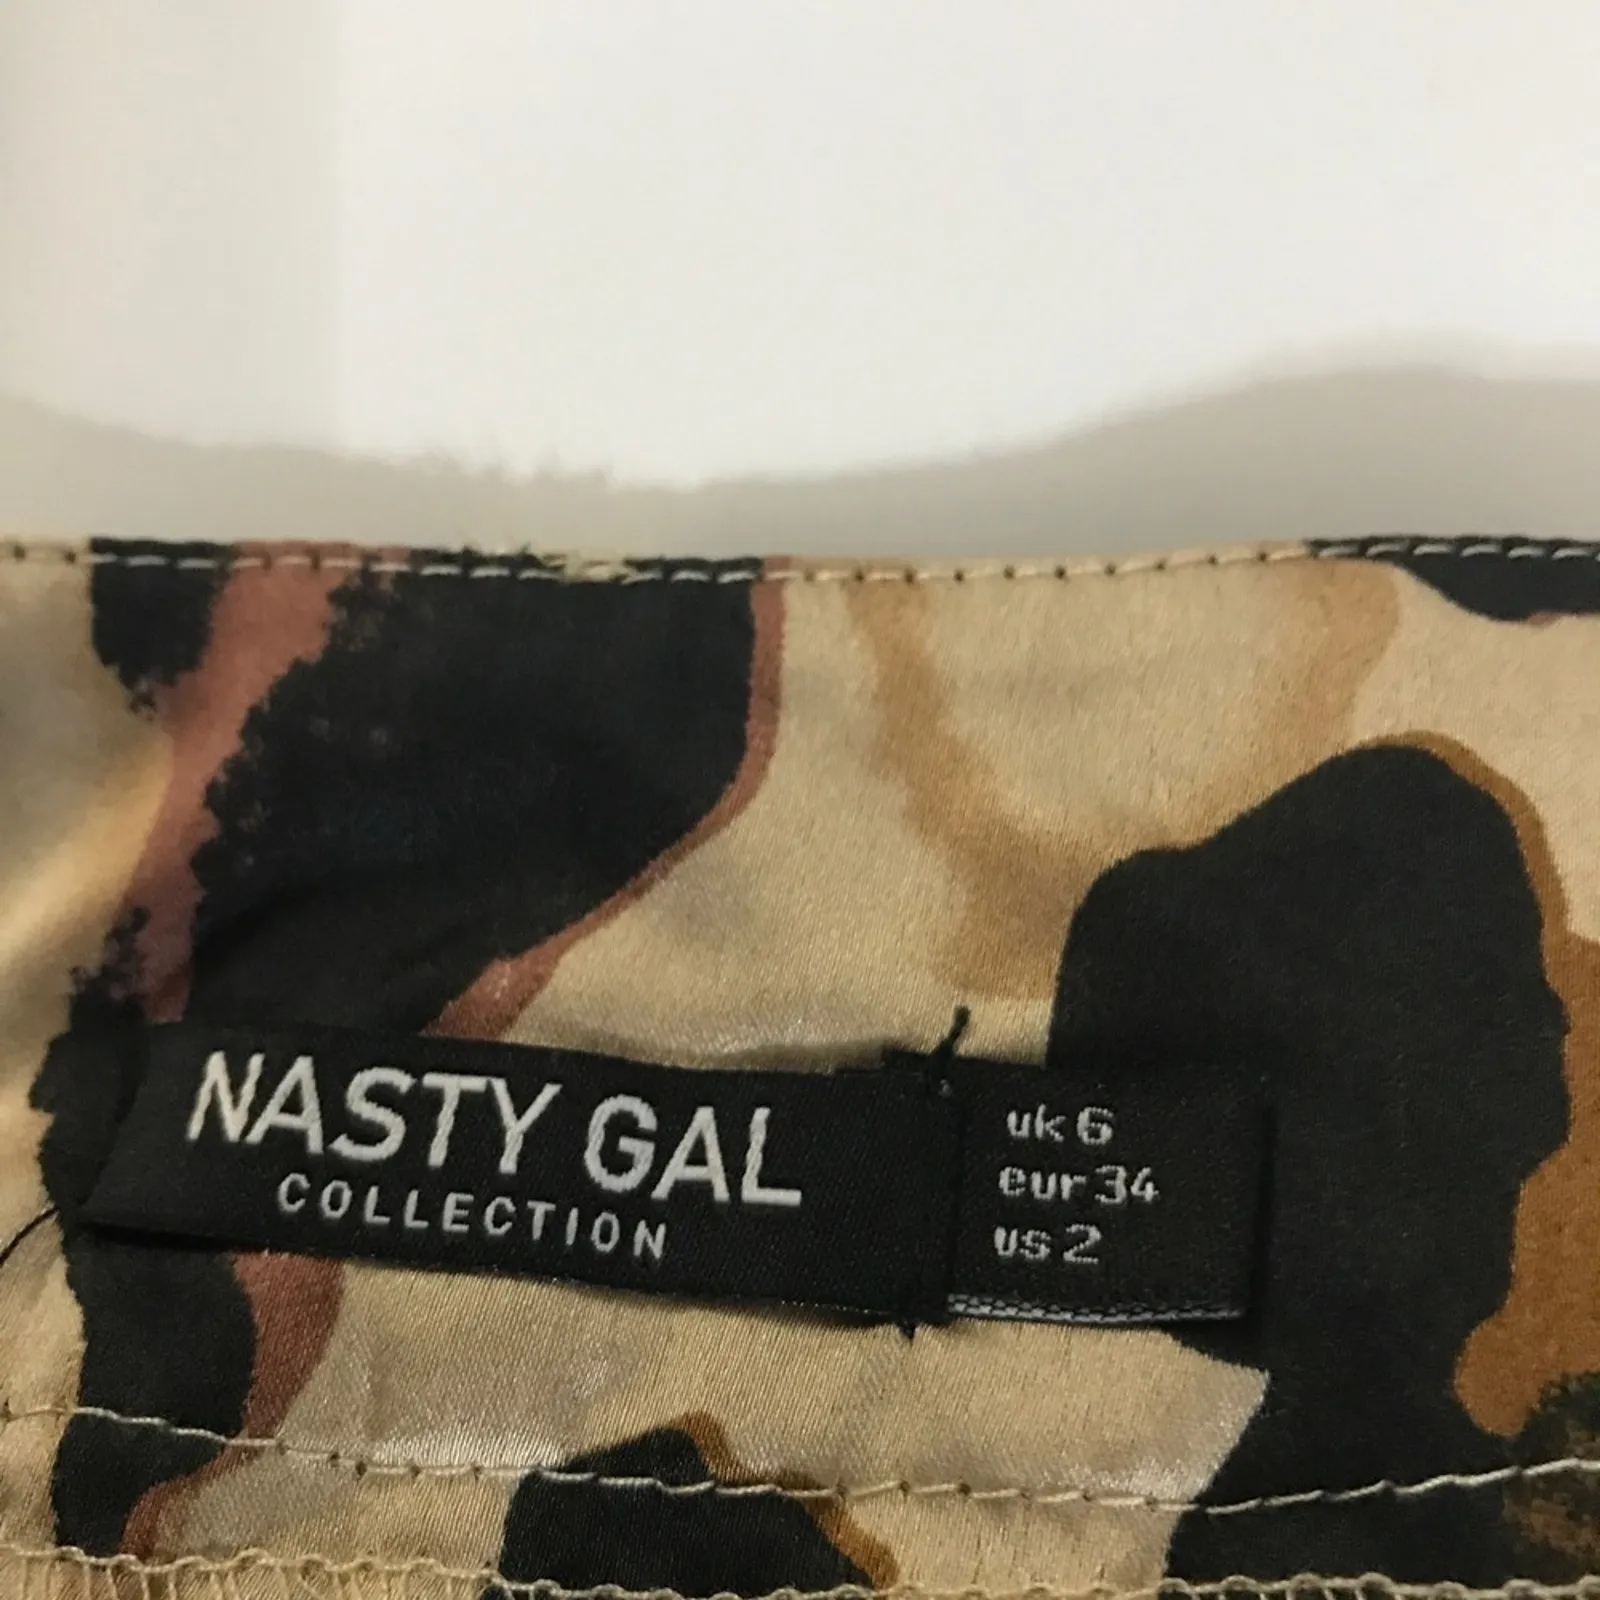 NASTY GAL
COLLECTION
uk 6
eur 34
us 2